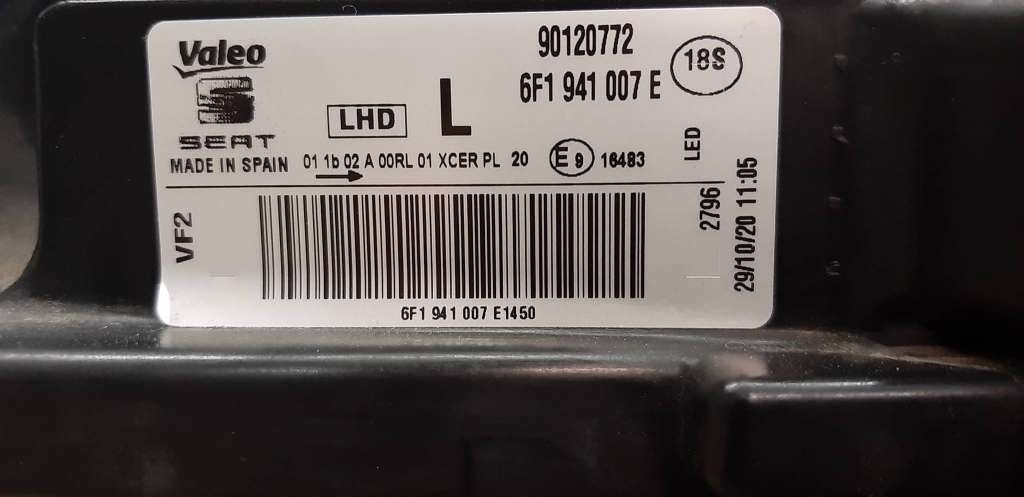 Valeo
90120772
18S
6F1 941 007 E
LHD
L
SEAT
MADE IN SPAIN
01 1b 02 A 00RL 01 XCER PL 20
E9 16483
LED
VF2
2796
29/10/20 11:05
6F1 941 007 E1450